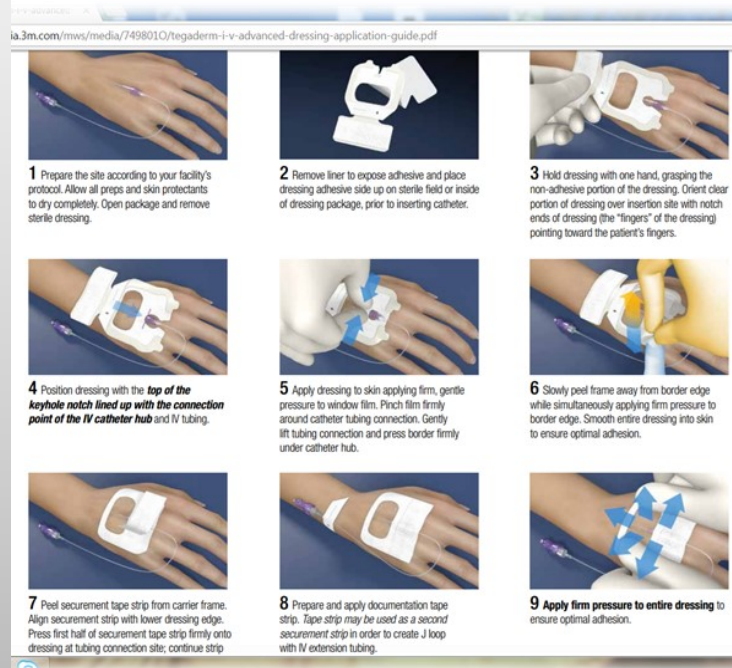 ia.3m.com/mws/media/749801O/tegaderm-i-v-advanced-dressing-application-guide.pdf
1 Prepare the site according to your facility's
protocol. Allow all preps and skin protectants
to dry completely. Open package and remove
sterile dressing.
2 Remove liner to expose adhesive and place
dressing adhesive side up on sterile field or inside
of dressing package, prior to inserting catheter.
3 Hold dressing with one hand, grasping the
non-adhesive portion of the dressing. Orient clear
portion of dressing over insertion site with notch
ends of dressing (the "fingers" of the dressing)
pointing toward the patient's fingers.
4 Position dressing with the top of the
keyhole notch lined up with the connection
point of the IV catheter hub and IV tubing.
5 Apply dressing to skin applying firm, gentle
pressure to window film. Pinch film firmly
around catheter tubing connection. Gently
lift tubing connection and press border firmly
under catheter hub.
6 Slowly peel frame away from border edge
while simultaneously applying firm pressure to
border edge. Smooth entire dressing into skin
to ensure optimal adhesion.
7 Peel securement tape strip from carrier frame.
Align securement strip with lower dressing edge.
Press first half of securement tape strip firmly onto
dressing at tubing connection site; continue strip
8 Prepare and apply documentation tape
strip. Tape strip may be used as a second
securement strip in order to create J loop
with IV extension tubing.
9 Apply firm pressure to entire dressing to
ensure optimal adhesion.